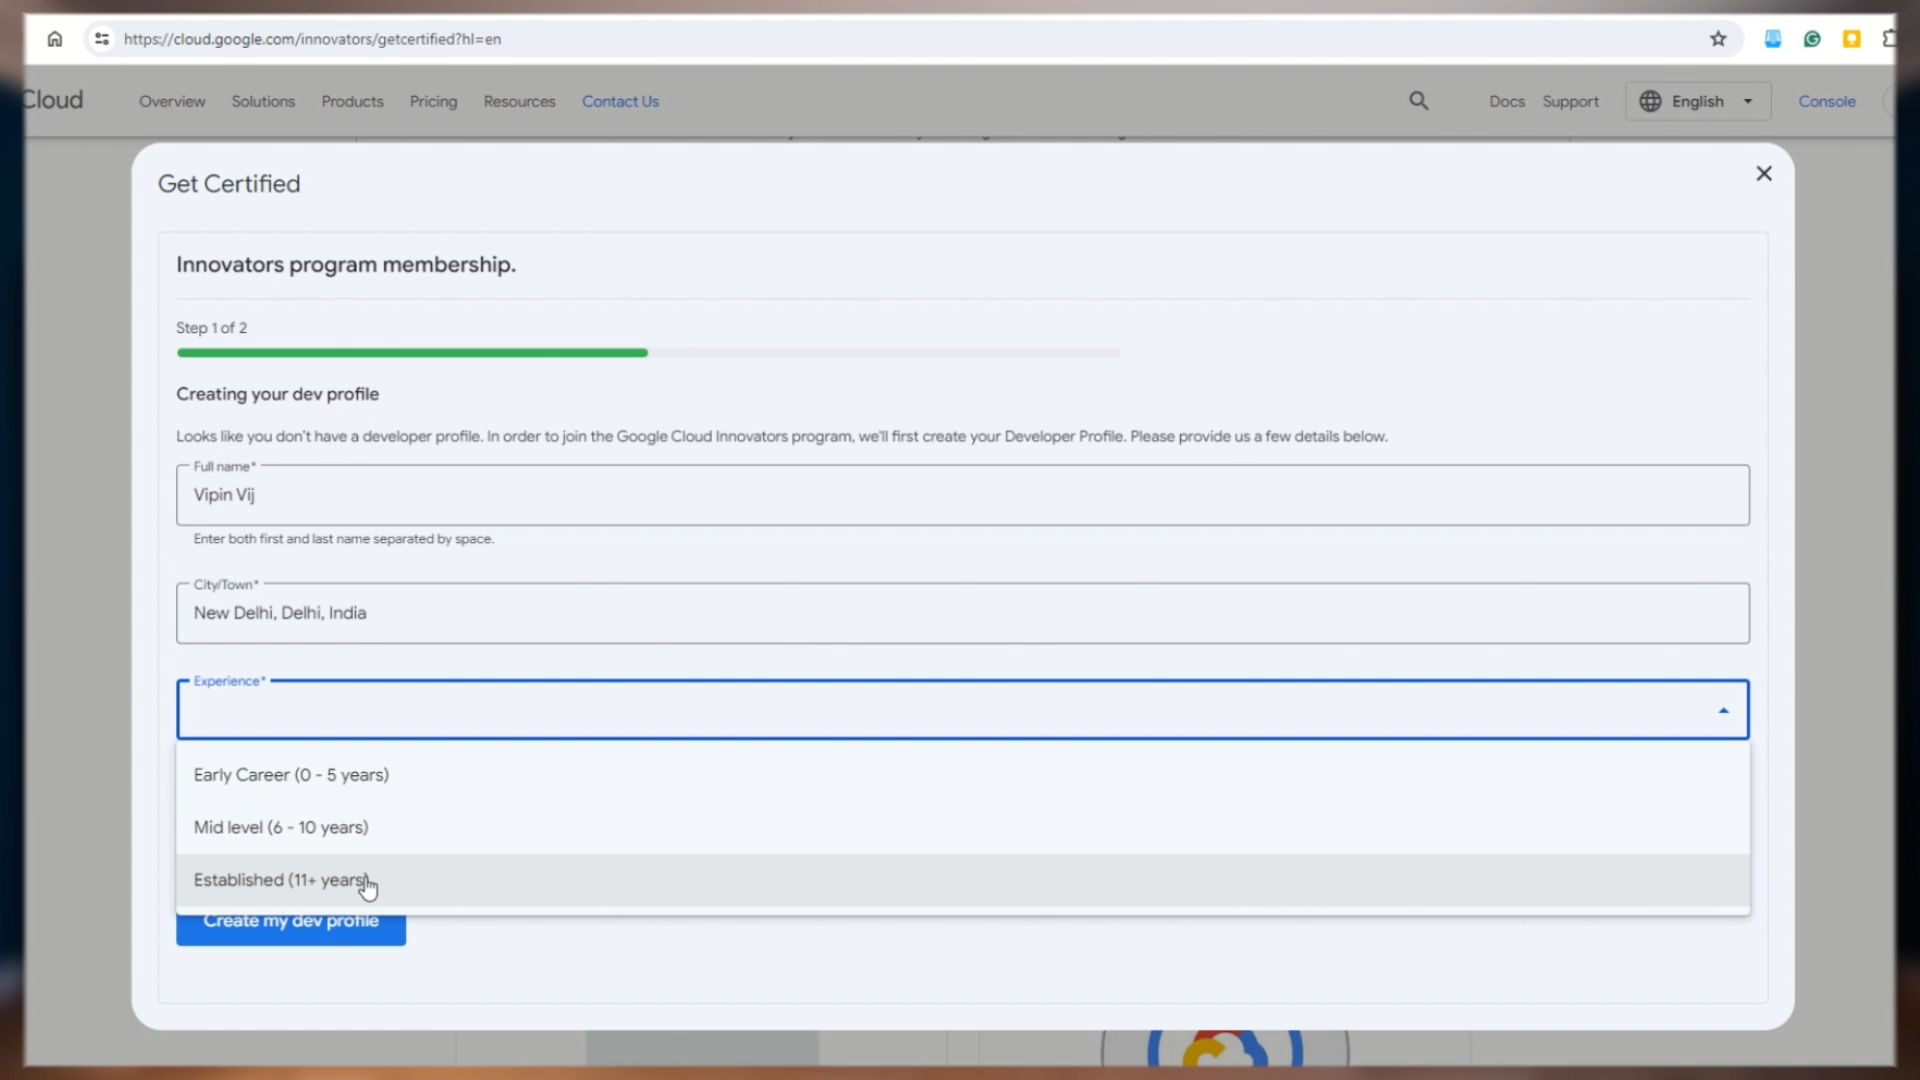 https://cloud.google.com/innovators/getcertified?hl=en
Cloud
Overview
Solutions
Products
Pricing
Resources
Contact Us
Docs
Support
English
Console
Get Certified
Innovators program membership.
Step 1 of 2
Creating your dev profile
Looks like you don't have a developer profile. In order to join the Google Cloud Innovators program, we'll first create your Developer Profile. Please provide us a few details below.
Full name*
Vipin Vij
Enter both first and last name separated by space.
City/Town*
New Delhi, Delhi, India
Experience*
Early Career (0 - 5 years)
Mid level (6 - 10 years)
Established (11+ years)
Create my dev profile